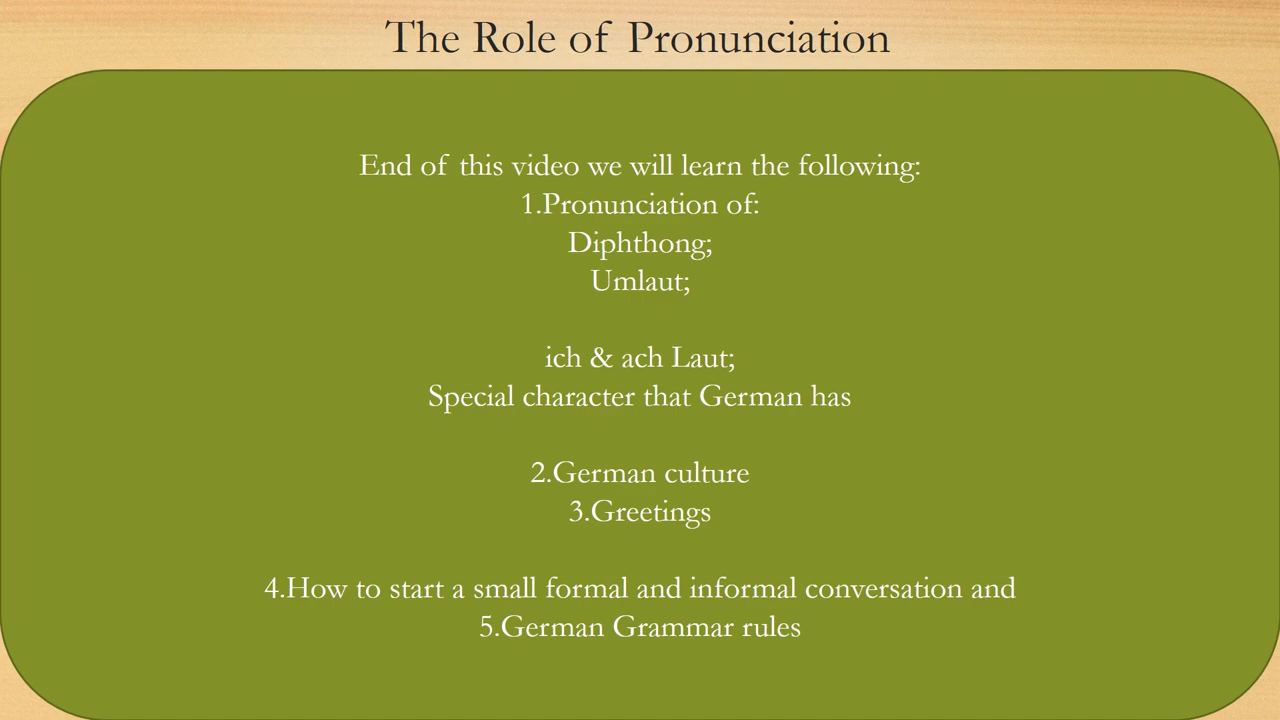 The Role of Pronunciation
End of this video we will learn the following:
1.Pronunciation of:
Diphthong;
Umlaut;
ich & ach Laut;
Special character that German has
2.German culture
3.Greetings
4.How to start a small formal and informal conversation and
5.German Grammar rules